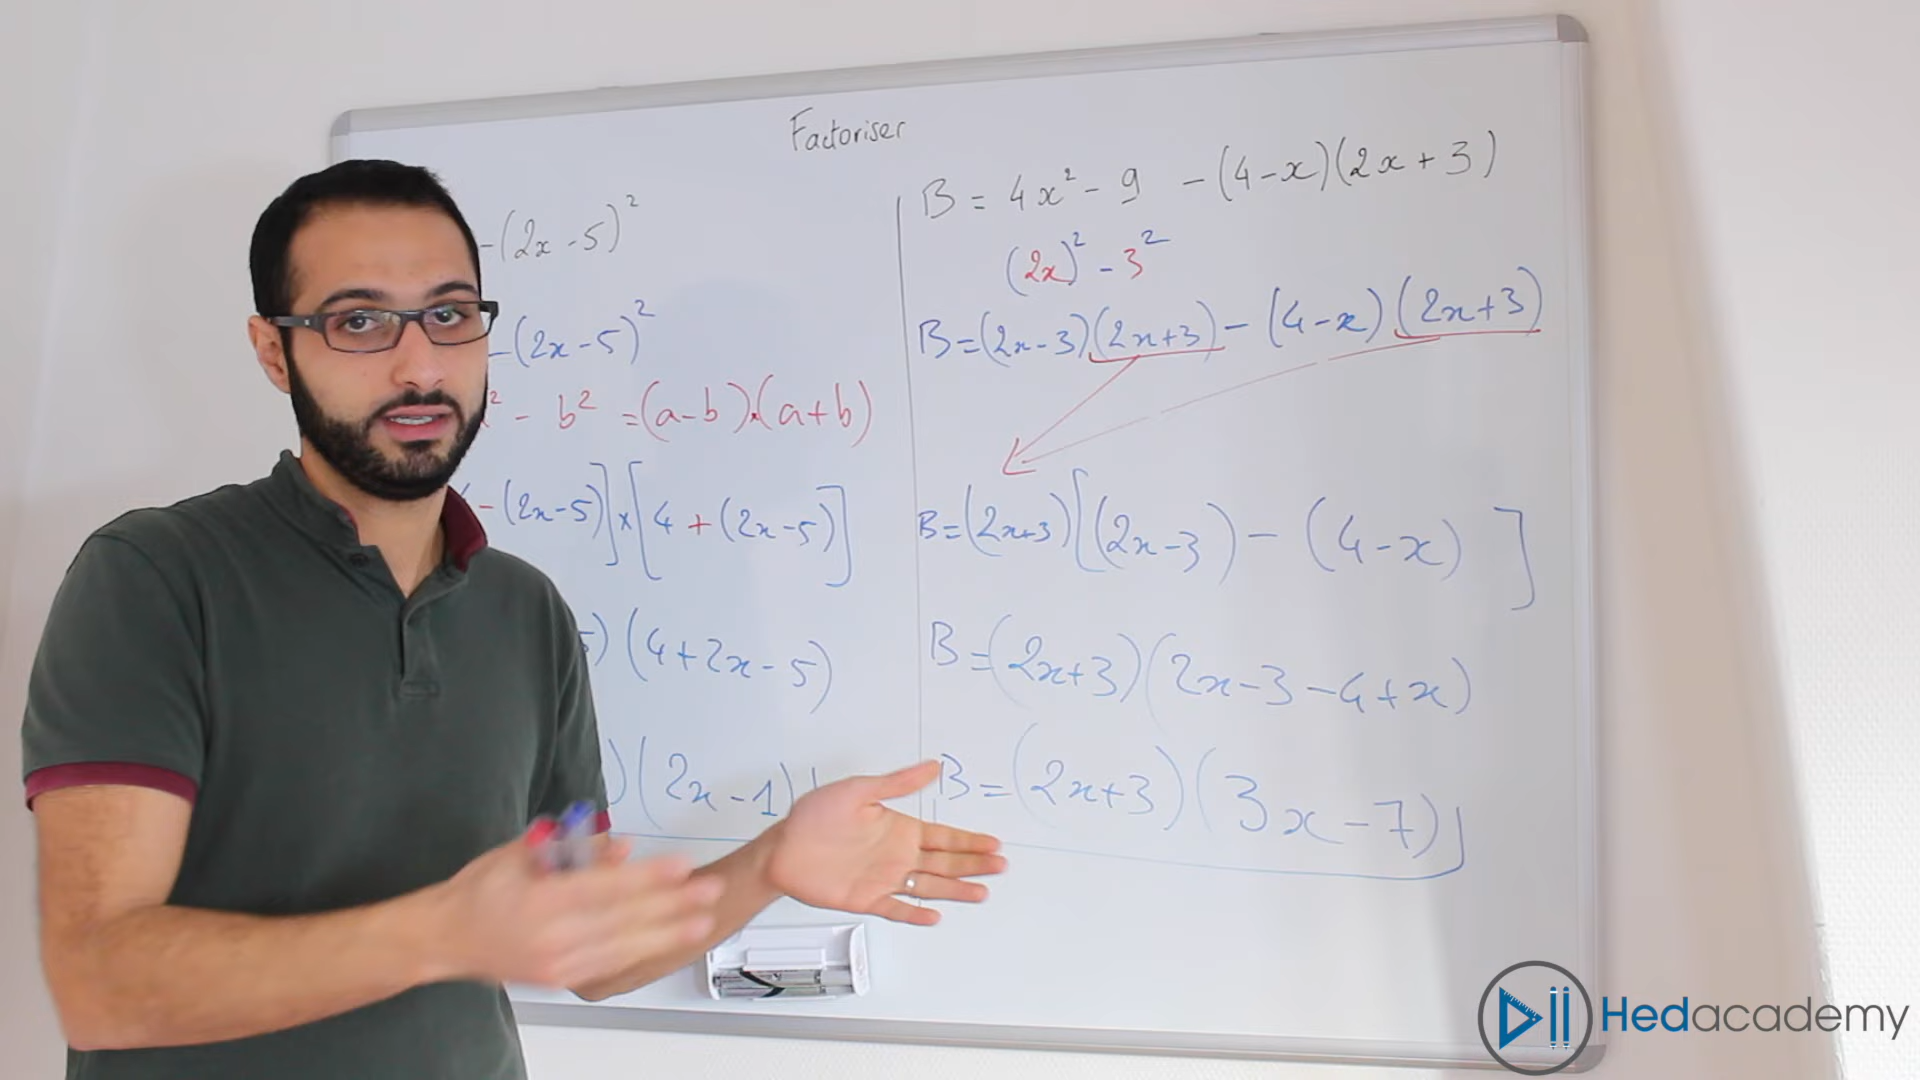 Factoriser
-(2x-5)²
-(2x-5)²
² - b² =(a-b)×(a+b)
-(2x-5)]×[4+(2x-5)]
)(4+2x-5)
)(2x-1)
B = 4x² - 9 -(4-x)(2x+3)
(2x)² - 3²
B=(2x-3)(2x+3)-(4-x)(2x+3)
B=(2x+3)[(2x-3)-(4-x)]
B=(2x+3)(2x-3-4+x)
B=(2x+3)(3x-7)
Hedacademy